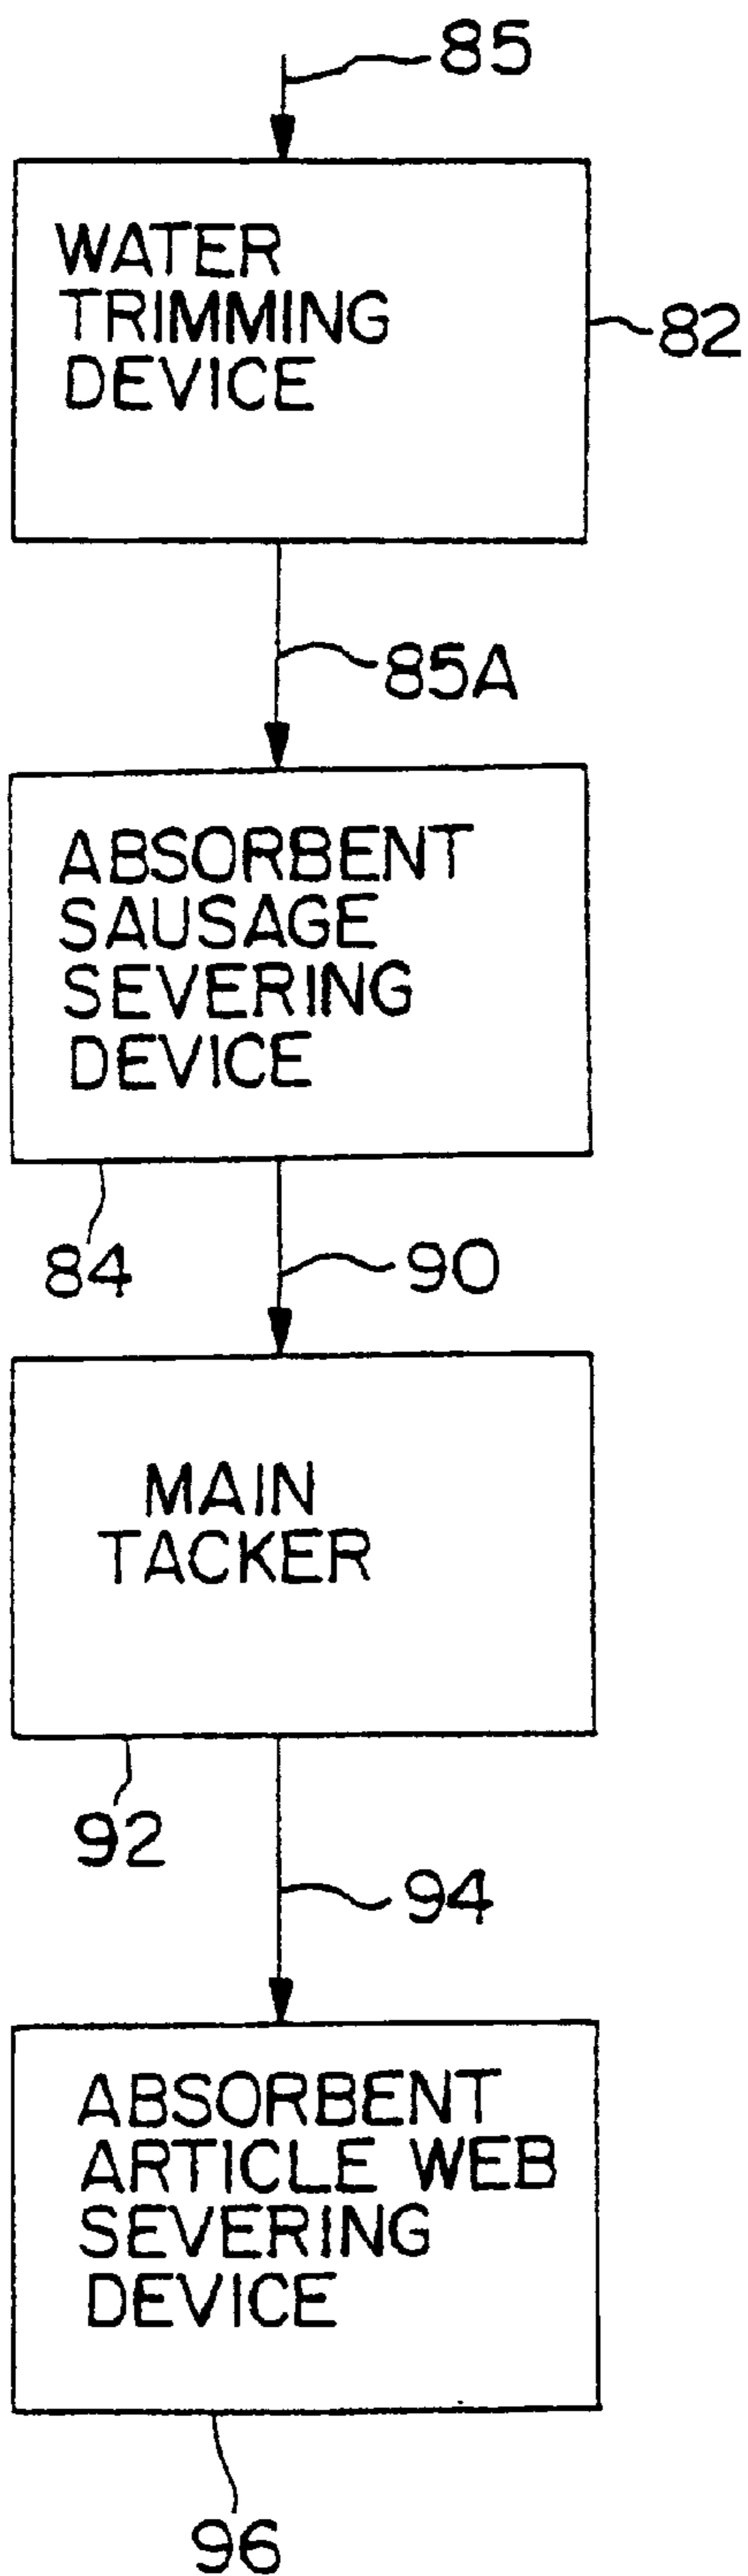 85
WATER
TRIMMING
DEVICE
82
85A
ABSORBENT
SAUSAGE
SEVERING
DEVICE
84
90
MAIN
TACKER
92
94
ABSORBENT
ARTICLE WEB
SEVERING
DEVICE
96